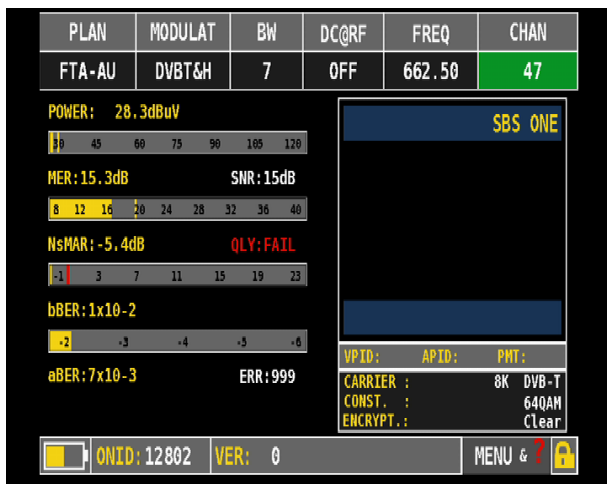 PLAN MODULAT BW DC@RF FREQ CHAN
FTA-AU DVBT&H 7 OFF 662.50 47
POWER: 28.3dBuV
30 45 60 75 90 105 120
MER:15.3dB SNR:15dB
8 12 16 20 24 28 32 36 40
NsMAR:-5.4dB QLY:FAIL
-1 3 7 11 15 19 23
bBER:1x10-2
-2 -3 -4 -5 -6
aBER:7x10-3 ERR:999
SBS ONE
VPID: APID: PMT:
CARRIER : 8K DVB-T
CONST. : 64QAM
ENCRYPT.: Clear
ONID:12802 VER: 0 MENU & ?